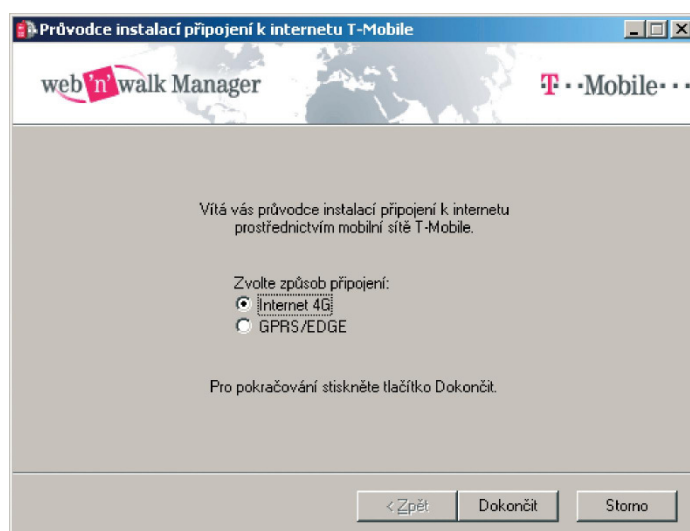 Průvodce instalací připojení k internetu T-Mobile
web'n'walk Manager
T··Mobile···
Vítá vás průvodce instalací připojení k internetu
prostřednictvím mobilní sítě T-Mobile.
Zvolte způsob připojení:
Internet 4G
GPRS/EDGE
Pro pokračování stiskněte tlačítko Dokončit.
< Zpět
Dokončit
Storno